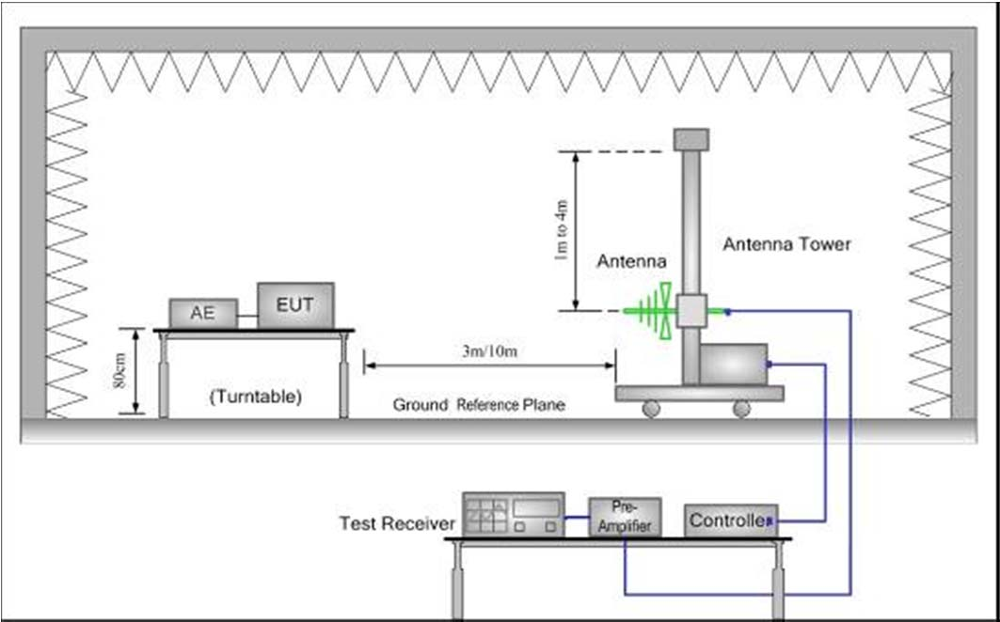 1m to 4m
Antenna
Antenna Tower
AE
EUT
80cm
3m/10m
(Turntable)
Ground Reference Plane
Test Receiver
Pre-
Amplifier
Controller